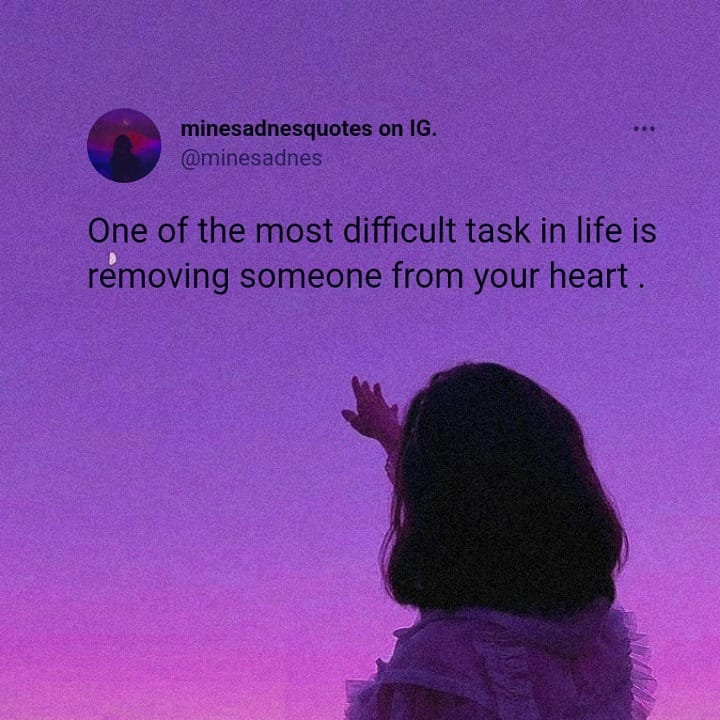 minesadnesquotes on IG.
@minesadnes
One of the most difficult task in life is
removing someone from your heart .